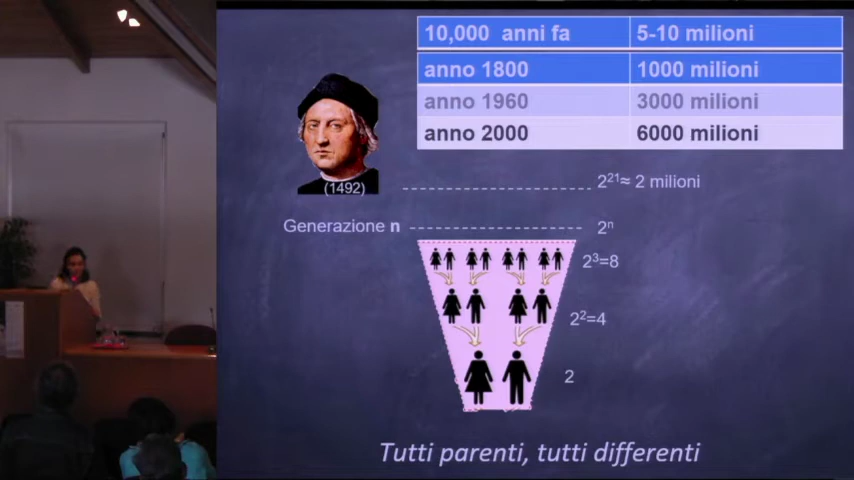 10,000 anni fa 5-10 milioni
anno 1800 1000 milioni
anno 1960 3000 milioni
anno 2000 6000 milioni
(1492)
2²¹≈ 2 milioni
Generazione n 2ⁿ
2³=8
2²=4
2
Tutti parenti, tutti differenti